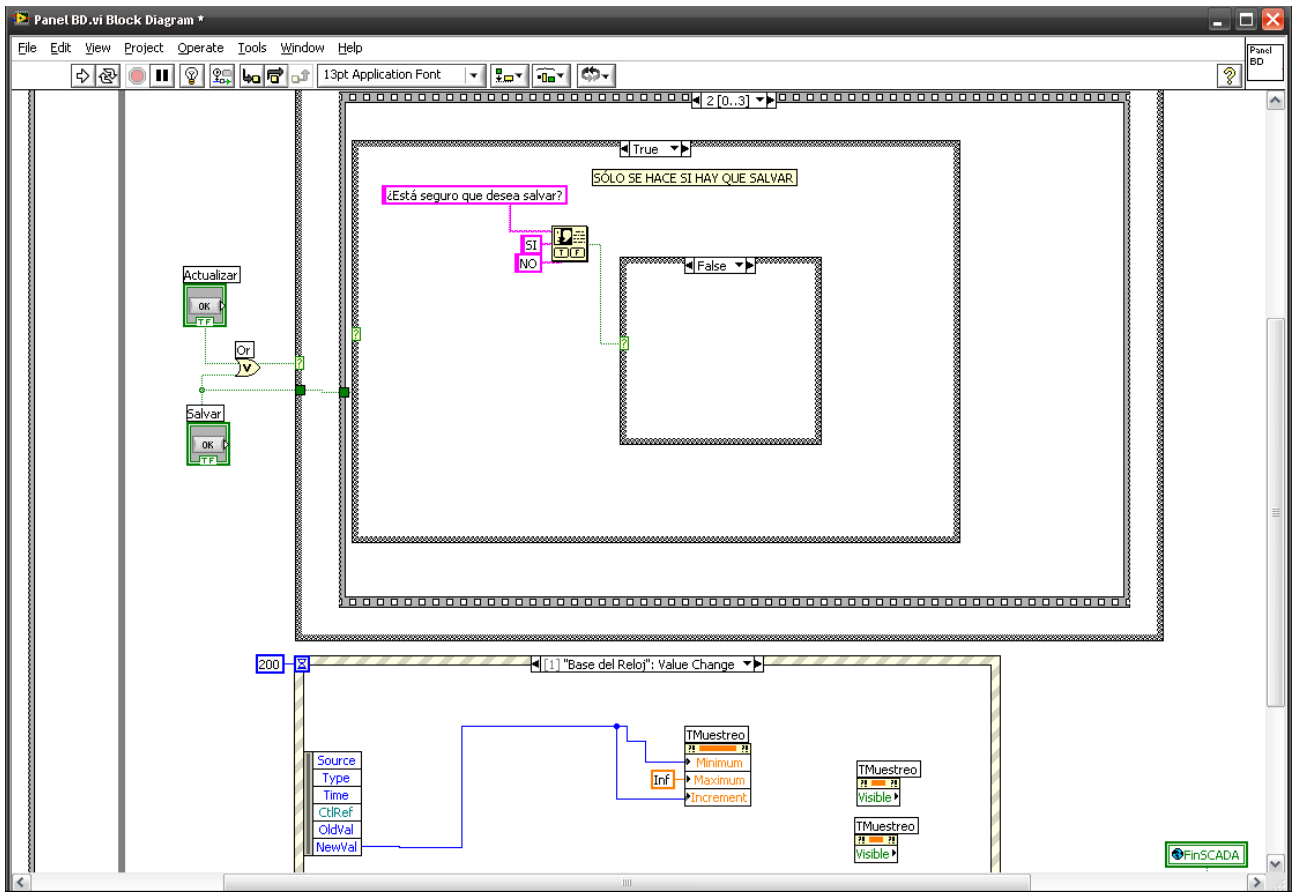 Panel BD.vi Block Diagram *
File Edit View Project Operate Tools Window Help
13pt Application Font
Panel
BD
2 [0..3]
True
SÓLO SE HACE SI HAY QUE SALVAR
¿Está seguro que desea salvar?
SI
NO
T F
False
?
Actualizar
OK
TF
Or
V
?
?
?
Salvar
OK
TF
200
[1] "Base del Reloj": Value Change
Source
Type
Time
CtlRef
OldVal
NewVal
TMuestreo
?! ?!
Minimum
Inf
Maximum
Increment
TMuestreo
?! ?!
Visible
TMuestreo
?! ?!
Visible
FinSCADA